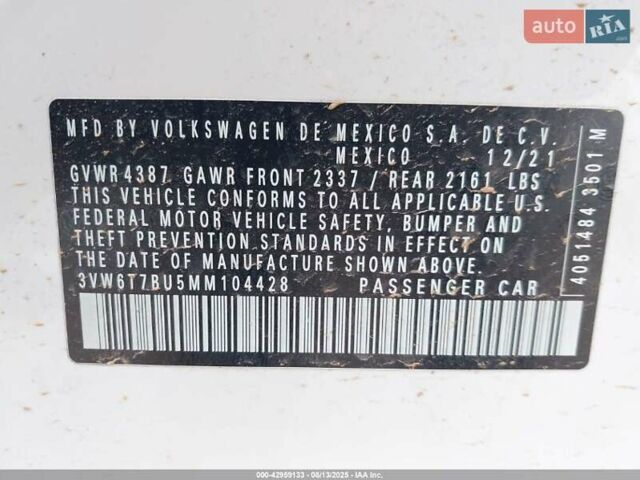 auto RIA
MFD BY VOLKSWAGEN DE MEXICO S.A. DE C.V.
MEXICO 12/21
GVWR 4387 GAWR FRONT 2337 / REAR 2161 LBS
THIS VEHICLE CONFORMS TO ALL APPLICABLE U.S.
FEDERAL MOTOR VEHICLE SAFETY, BUMPER AND
THEFT PREVENTION STANDARDS IN EFFECT ON
THE DATE OF MANUFACTURE SHOWN ABOVE.
3VW6T7BU5MM104428 PASSENGER CAR
4051484 3501 M
000-42959133 - 08/13/2025 - IAA Inc.